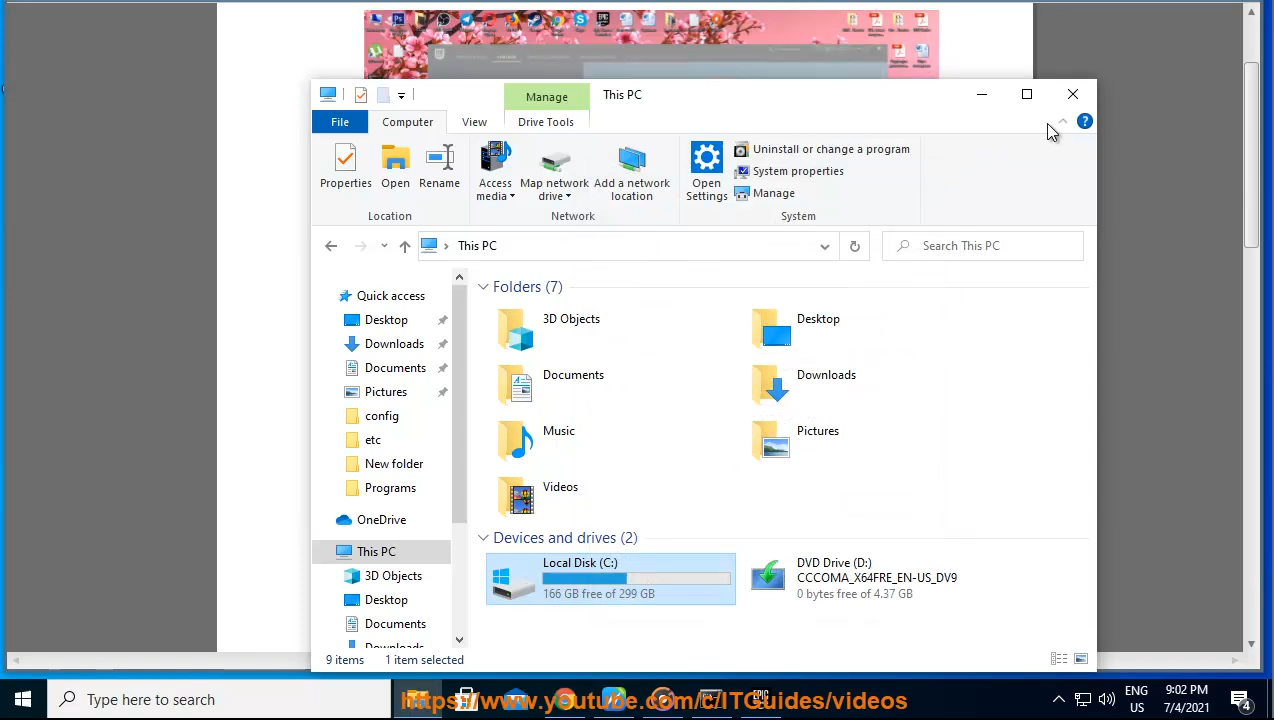 Manage
This PC
File
Computer
View
Drive Tools
Properties
Open
Rename
Access media
Map network drive
Add a network location
Open Settings
Uninstall or change a program
System properties
Manage
Location
Network
System
This PC
Search This PC
Quick access
Desktop
Downloads
Documents
Pictures
config
etc
New folder
Programs
OneDrive
This PC
3D Objects
Desktop
Documents
Downloads
Folders (7)
3D Objects
Desktop
Documents
Downloads
Music
Pictures
Videos
Devices and drives (2)
Local Disk (C:)
166 GB free of 299 GB
DVD Drive (D:)
CCCOMA_X64FRE_EN-US_DV9
0 bytes free of 4.37 GB
9 items
1 item selected
Type here to search
https://www.youtube.com/c/ITGuides/videos
ENG
US
9:02 PM
7/4/2021
4